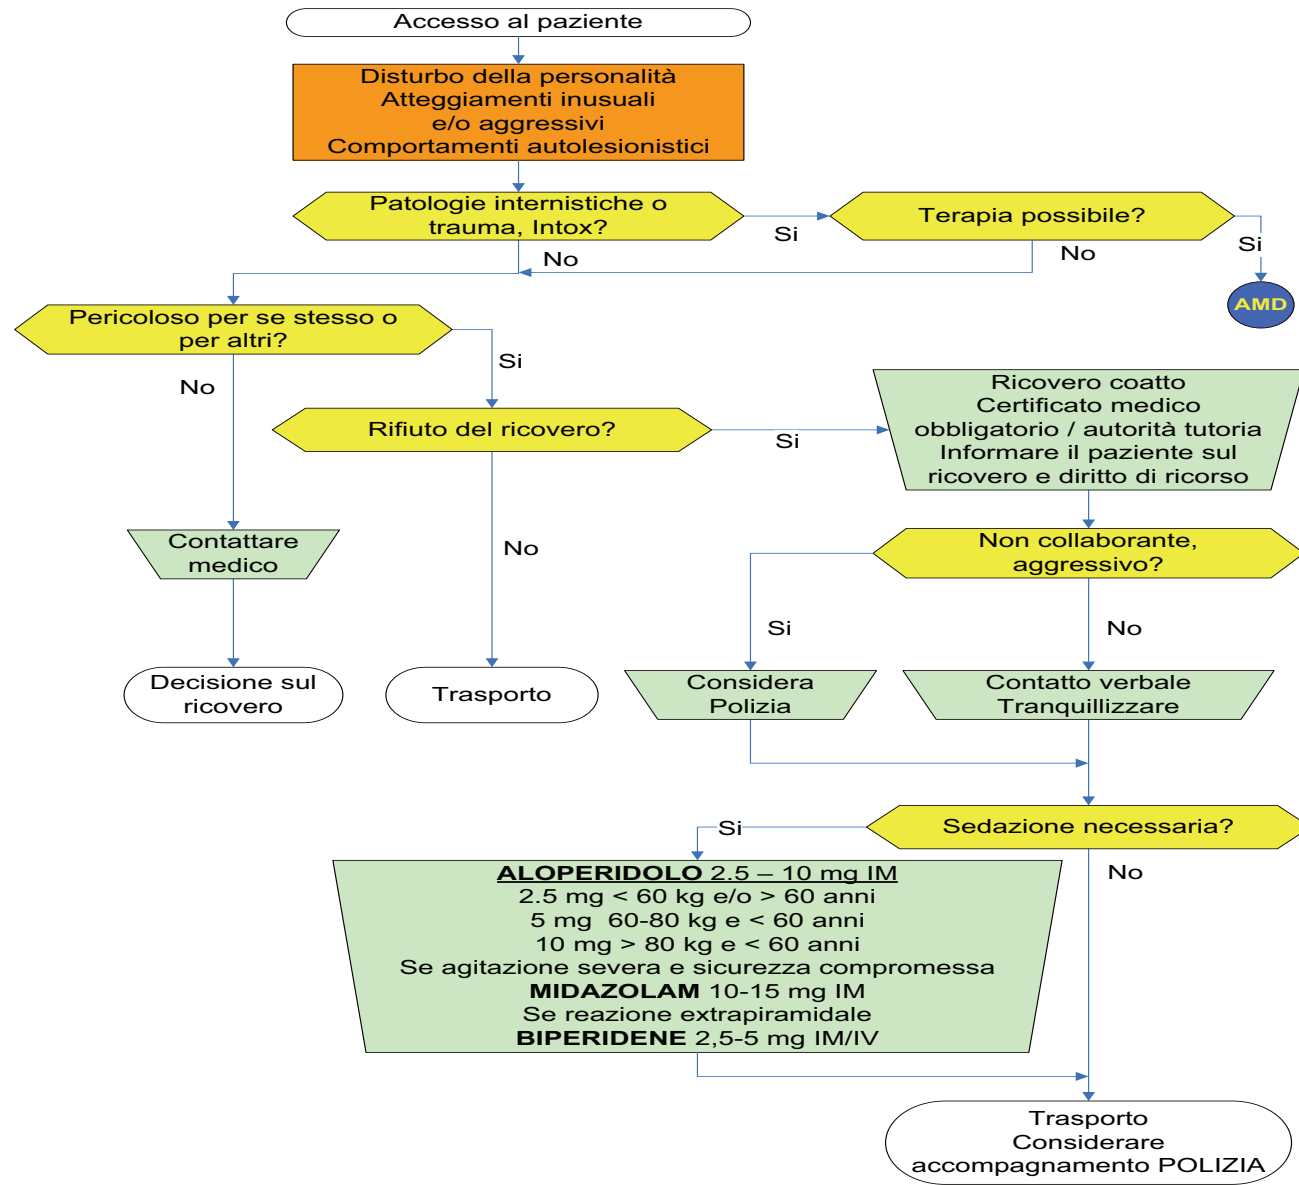 Accesso al paziente
Disturbo della personalità
Atteggiamenti inusuali
e/o aggressivi
Comportamenti autolesionistici
Patologie internistiche o
trauma, Intox?
Si
Terapia possibile?
Si
No
No
AMD
Pericoloso per se stesso o
per altri?
Si
No
Rifiuto del ricovero?
Si
Ricovero coatto
Certificato medico
obbligatorio / autorità tutoria
Informare il paziente sul
ricovero e diritto di ricorso
Contattare
medico
No
Non collaborante,
aggressivo?
Si
No
Decisione sul
ricovero
Trasporto
Considera
Polizia
Contatto verbale
Tranquillizzare
Sedazione necessaria?
Si
No
ALOPERIDOLO 2.5 – 10 mg IM
2.5 mg < 60 kg e/o > 60 anni
5 mg 60-80 kg e < 60 anni
10 mg > 80 kg e < 60 anni
Se agitazione severa e sicurezza compromessa
MIDAZOLAM 10-15 mg IM
Se reazione extrapiramidale
BIPERIDENE 2,5-5 mg IM/IV
Trasporto
Considerare
accompagnamento POLIZIA